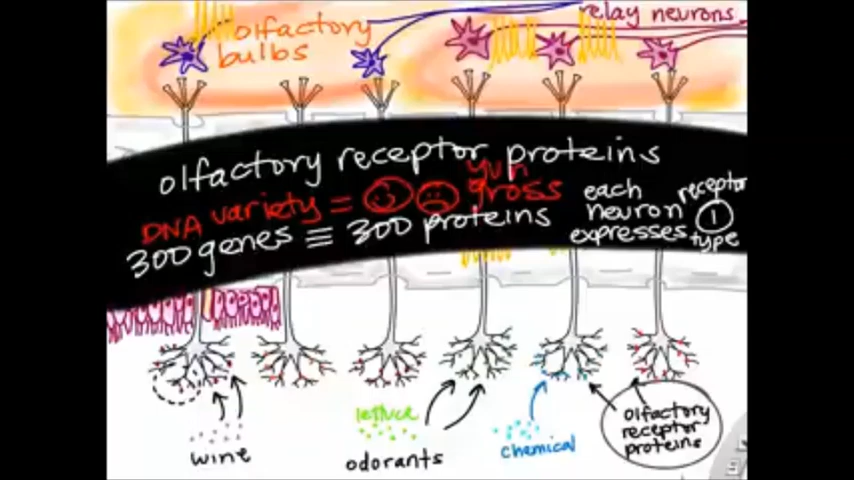 olfactory
bulbs
relay neurons
olfactory receptor proteins
DNA variety = yum
gross
300 genes ≡ 300 proteins
each
neuron
expresses
receptor
1
type
wine
lettuce
odorants
chemical
olfactory
receptor
proteins